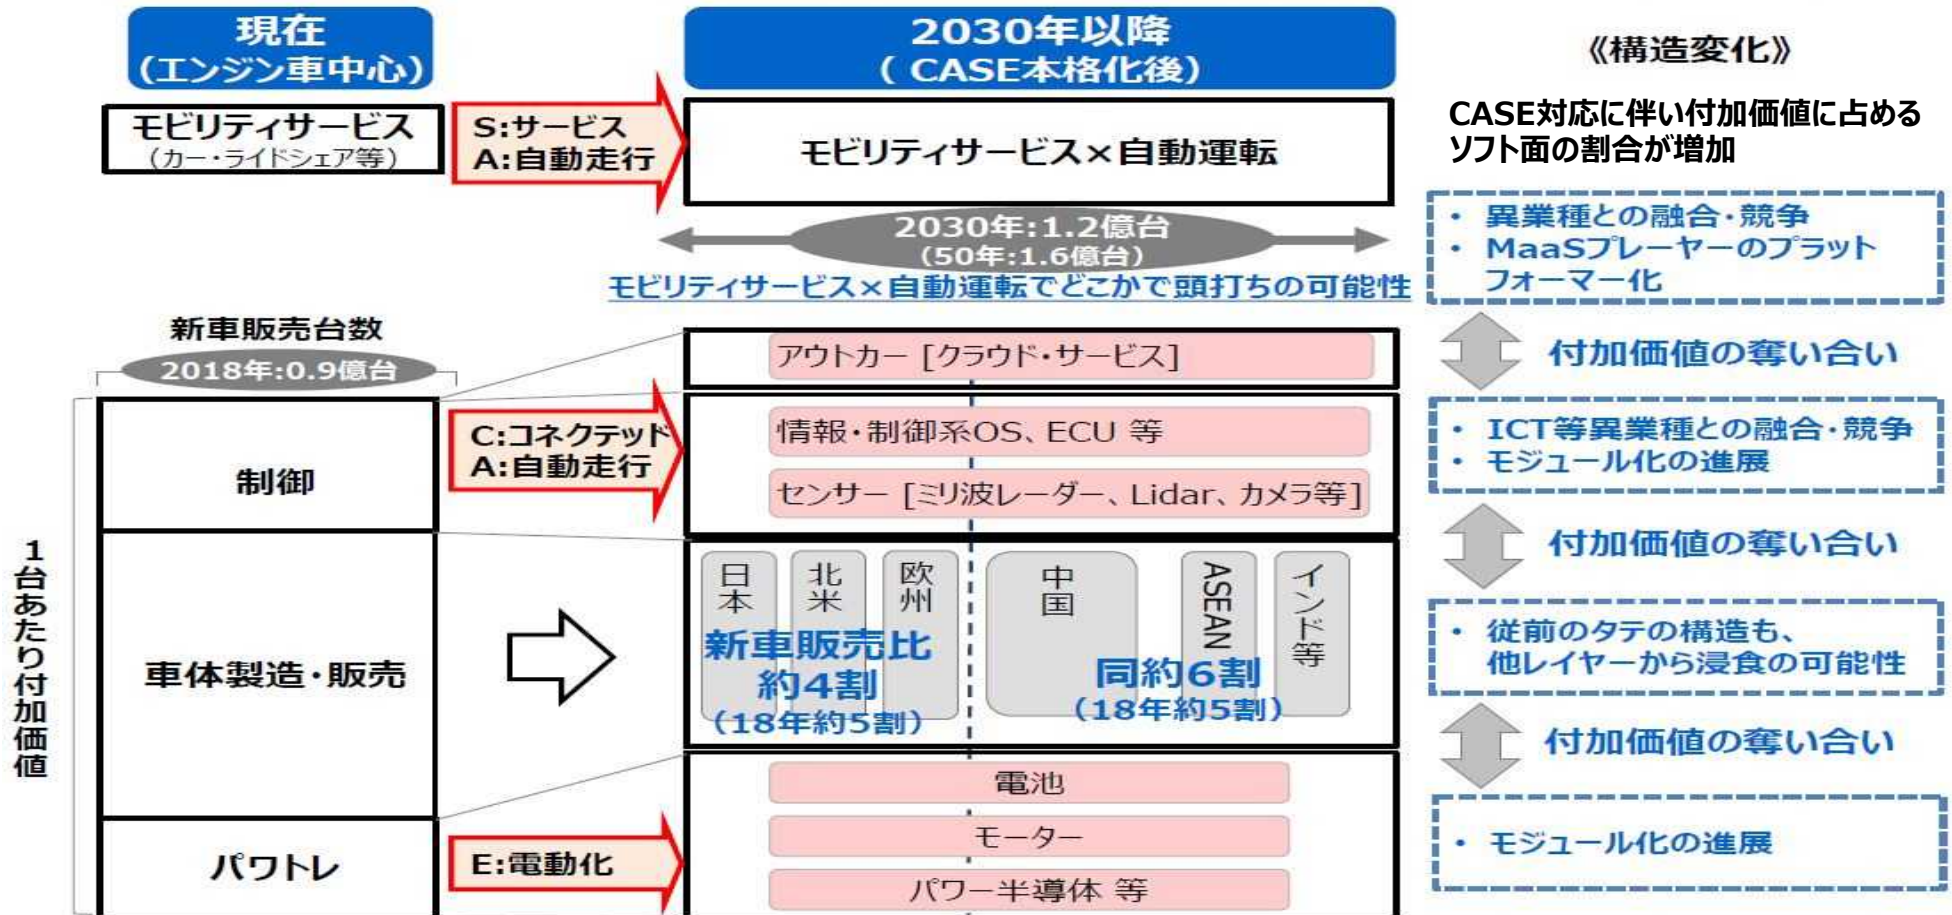 現在
(エンジン車中心)
2030年以降
( CASE本格化後)
《構造変化》
モビリティサービス
(カー・ライドシェア等)
S:サービス
A:自動走行
モビリティサービス×自動運転
CASE対応に伴い付加価値に占める
ソフト面の割合が増加
2030年:1.2億台
(50年:1.6億台)
モビリティサービス×自動運転でどこかで頭打ちの可能性
・ 異業種との融合・競争
・ MaaSプレーヤーのプラット
フォーマー化
新車販売台数
2018年:0.9億台
アウトカー [クラウド・サービス]
付加価値の奪い合い
1台あたり付加価値
制御
C:コネクテッド
A:自動走行
情報・制御系OS、ECU 等
センサー [ミリ波レーダー、Lidar、カメラ等]
・ ICT等異業種との融合・競争
・ モジュール化の進展
付加価値の奪い合い
車体製造・販売
日本
北米
欧州
中国
ASEAN
インド等
新車販売比
約4割
(18年約5割)
同約6割
(18年約5割)
・ 従前のタテの構造も、
他レイヤーから浸食の可能性
付加価値の奪い合い
パワトレ
E:電動化
電池
モーター
パワー半導体 等
・ モジュール化の進展